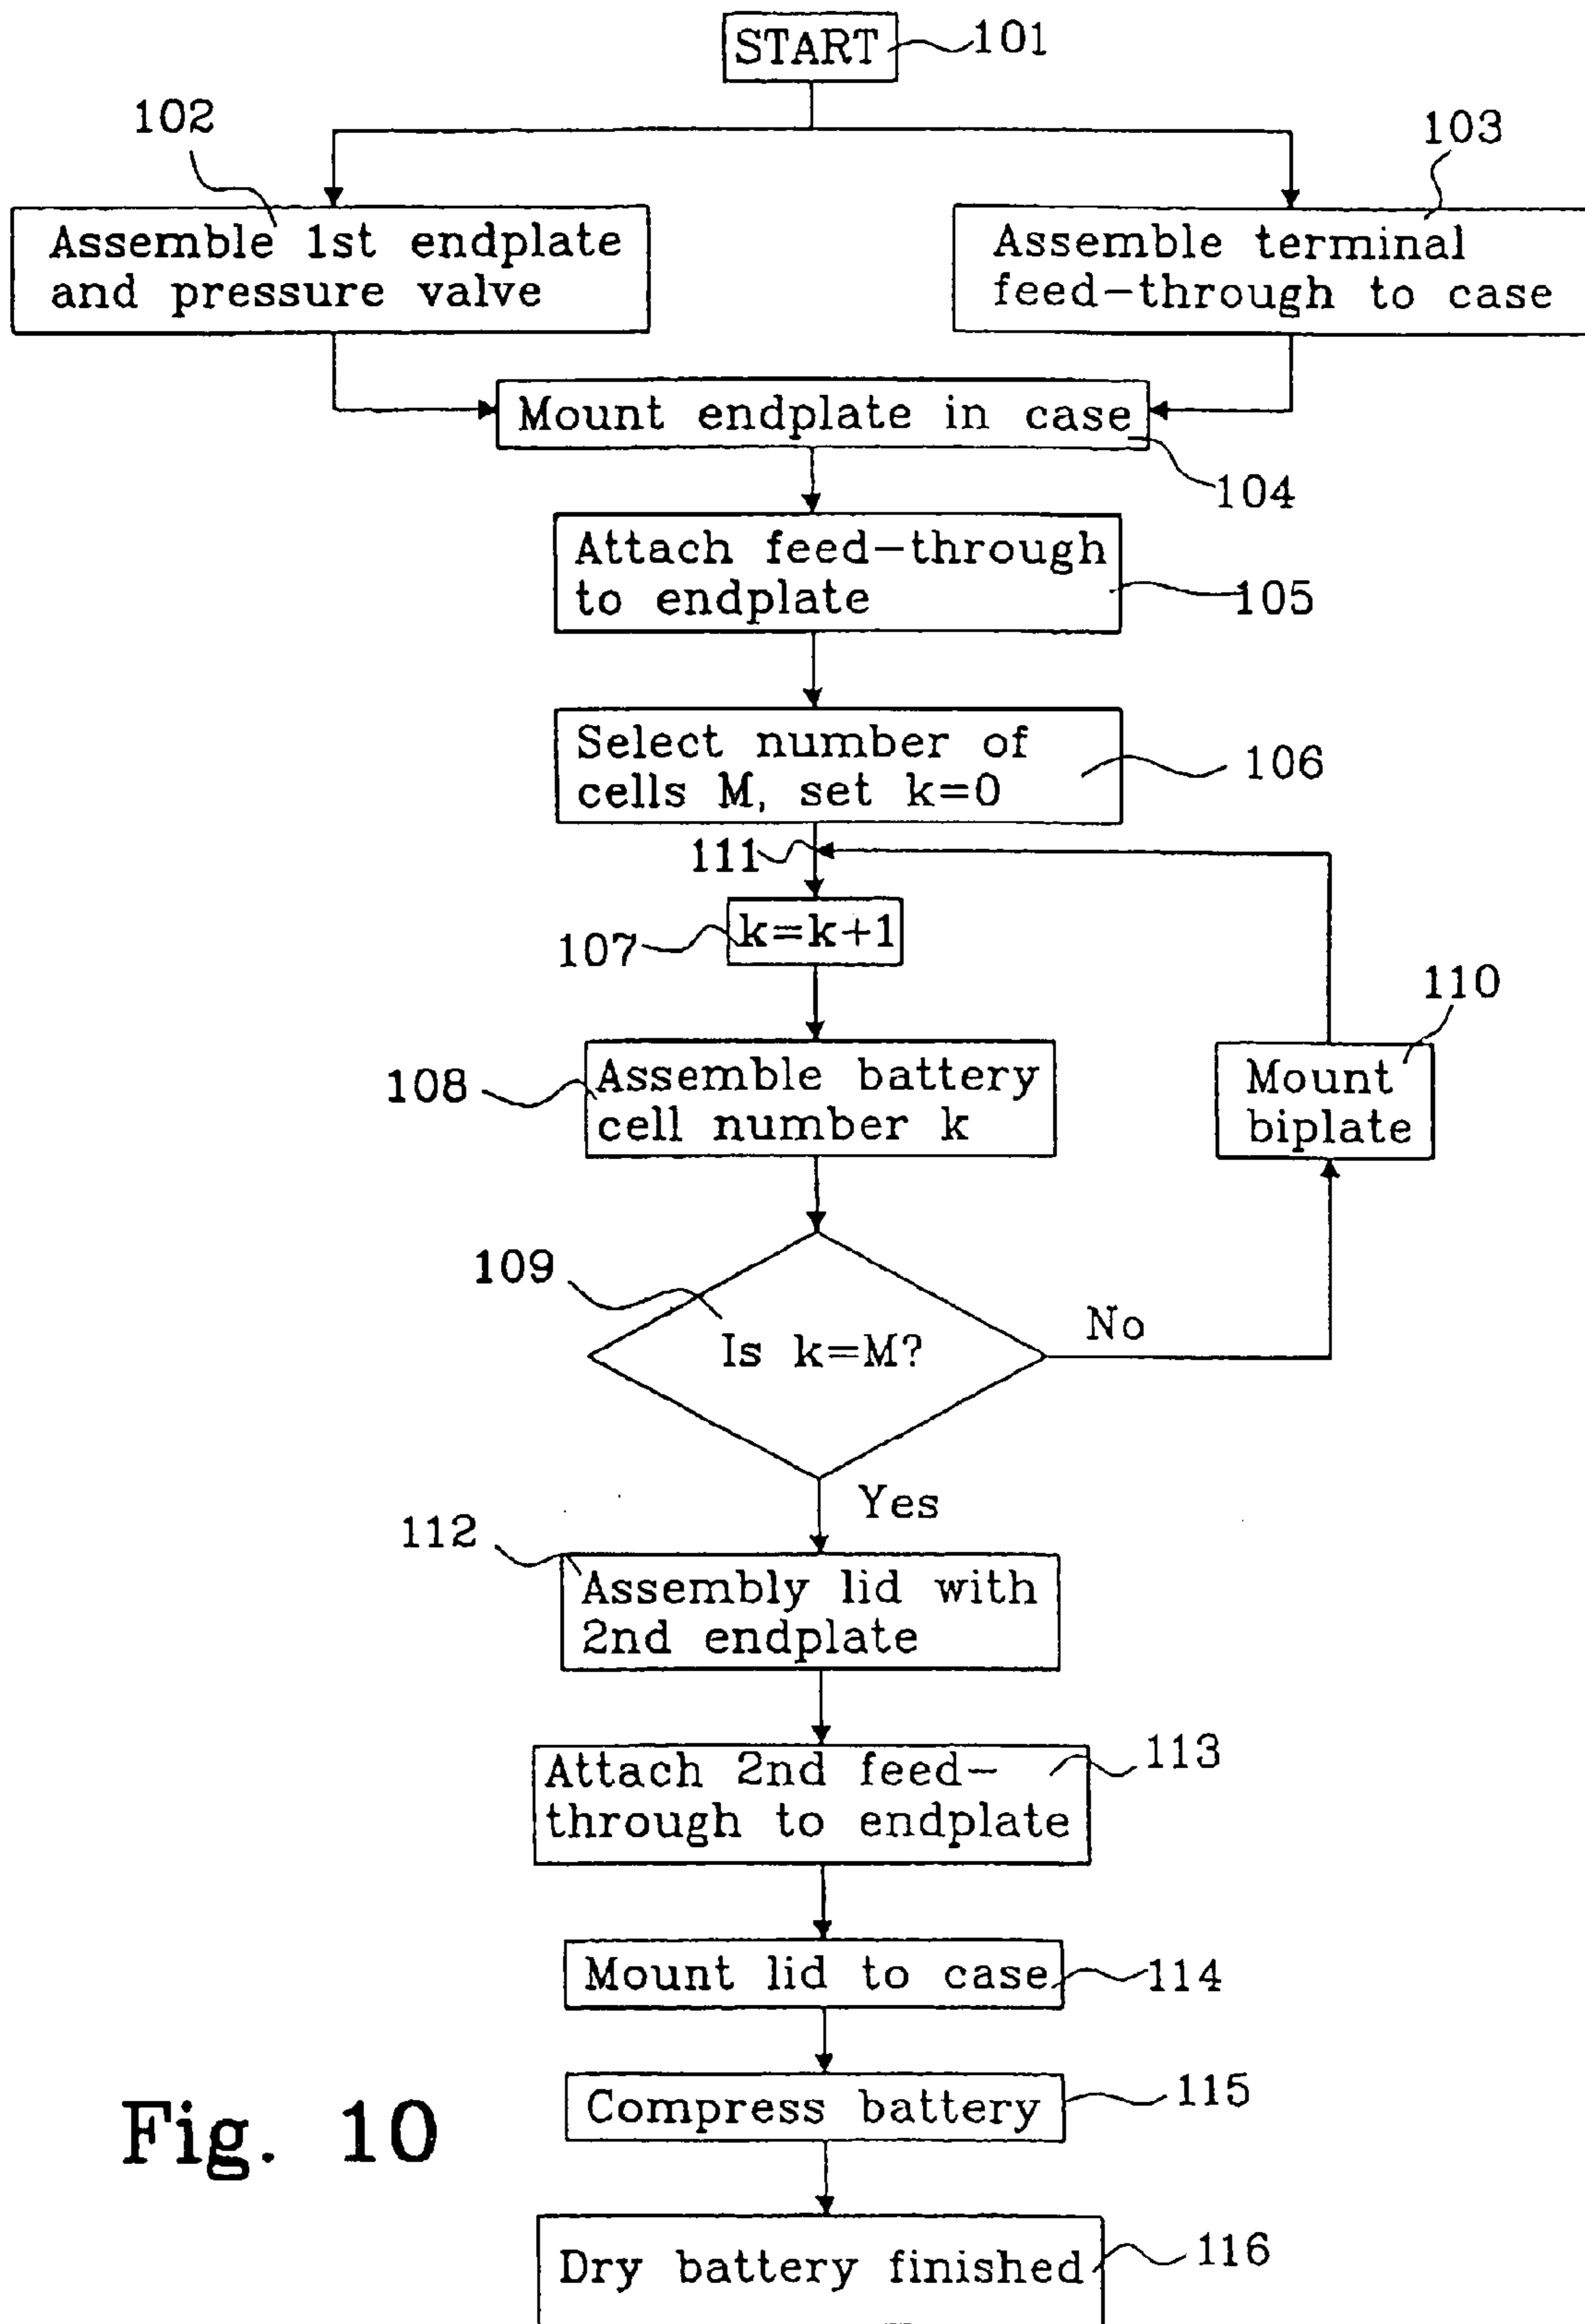 START
101
102
103
Assemble 1st endplate
and pressure valve
Assemble terminal
feed-through to case
Mount endplate in case
104
Attach feed-through
to endplate
105
Select number of
cells M, set k=0
106
111
k=k+1
107
110
108
Assemble battery
cell number k
Mount
biplate
109
Is k=M?
No
Yes
112
Assembly lid with
2nd endplate
Attach 2nd feed-
through to endplate
113
Mount lid to case
114
Compress battery
115
Fig. 10
Dry battery finished
116